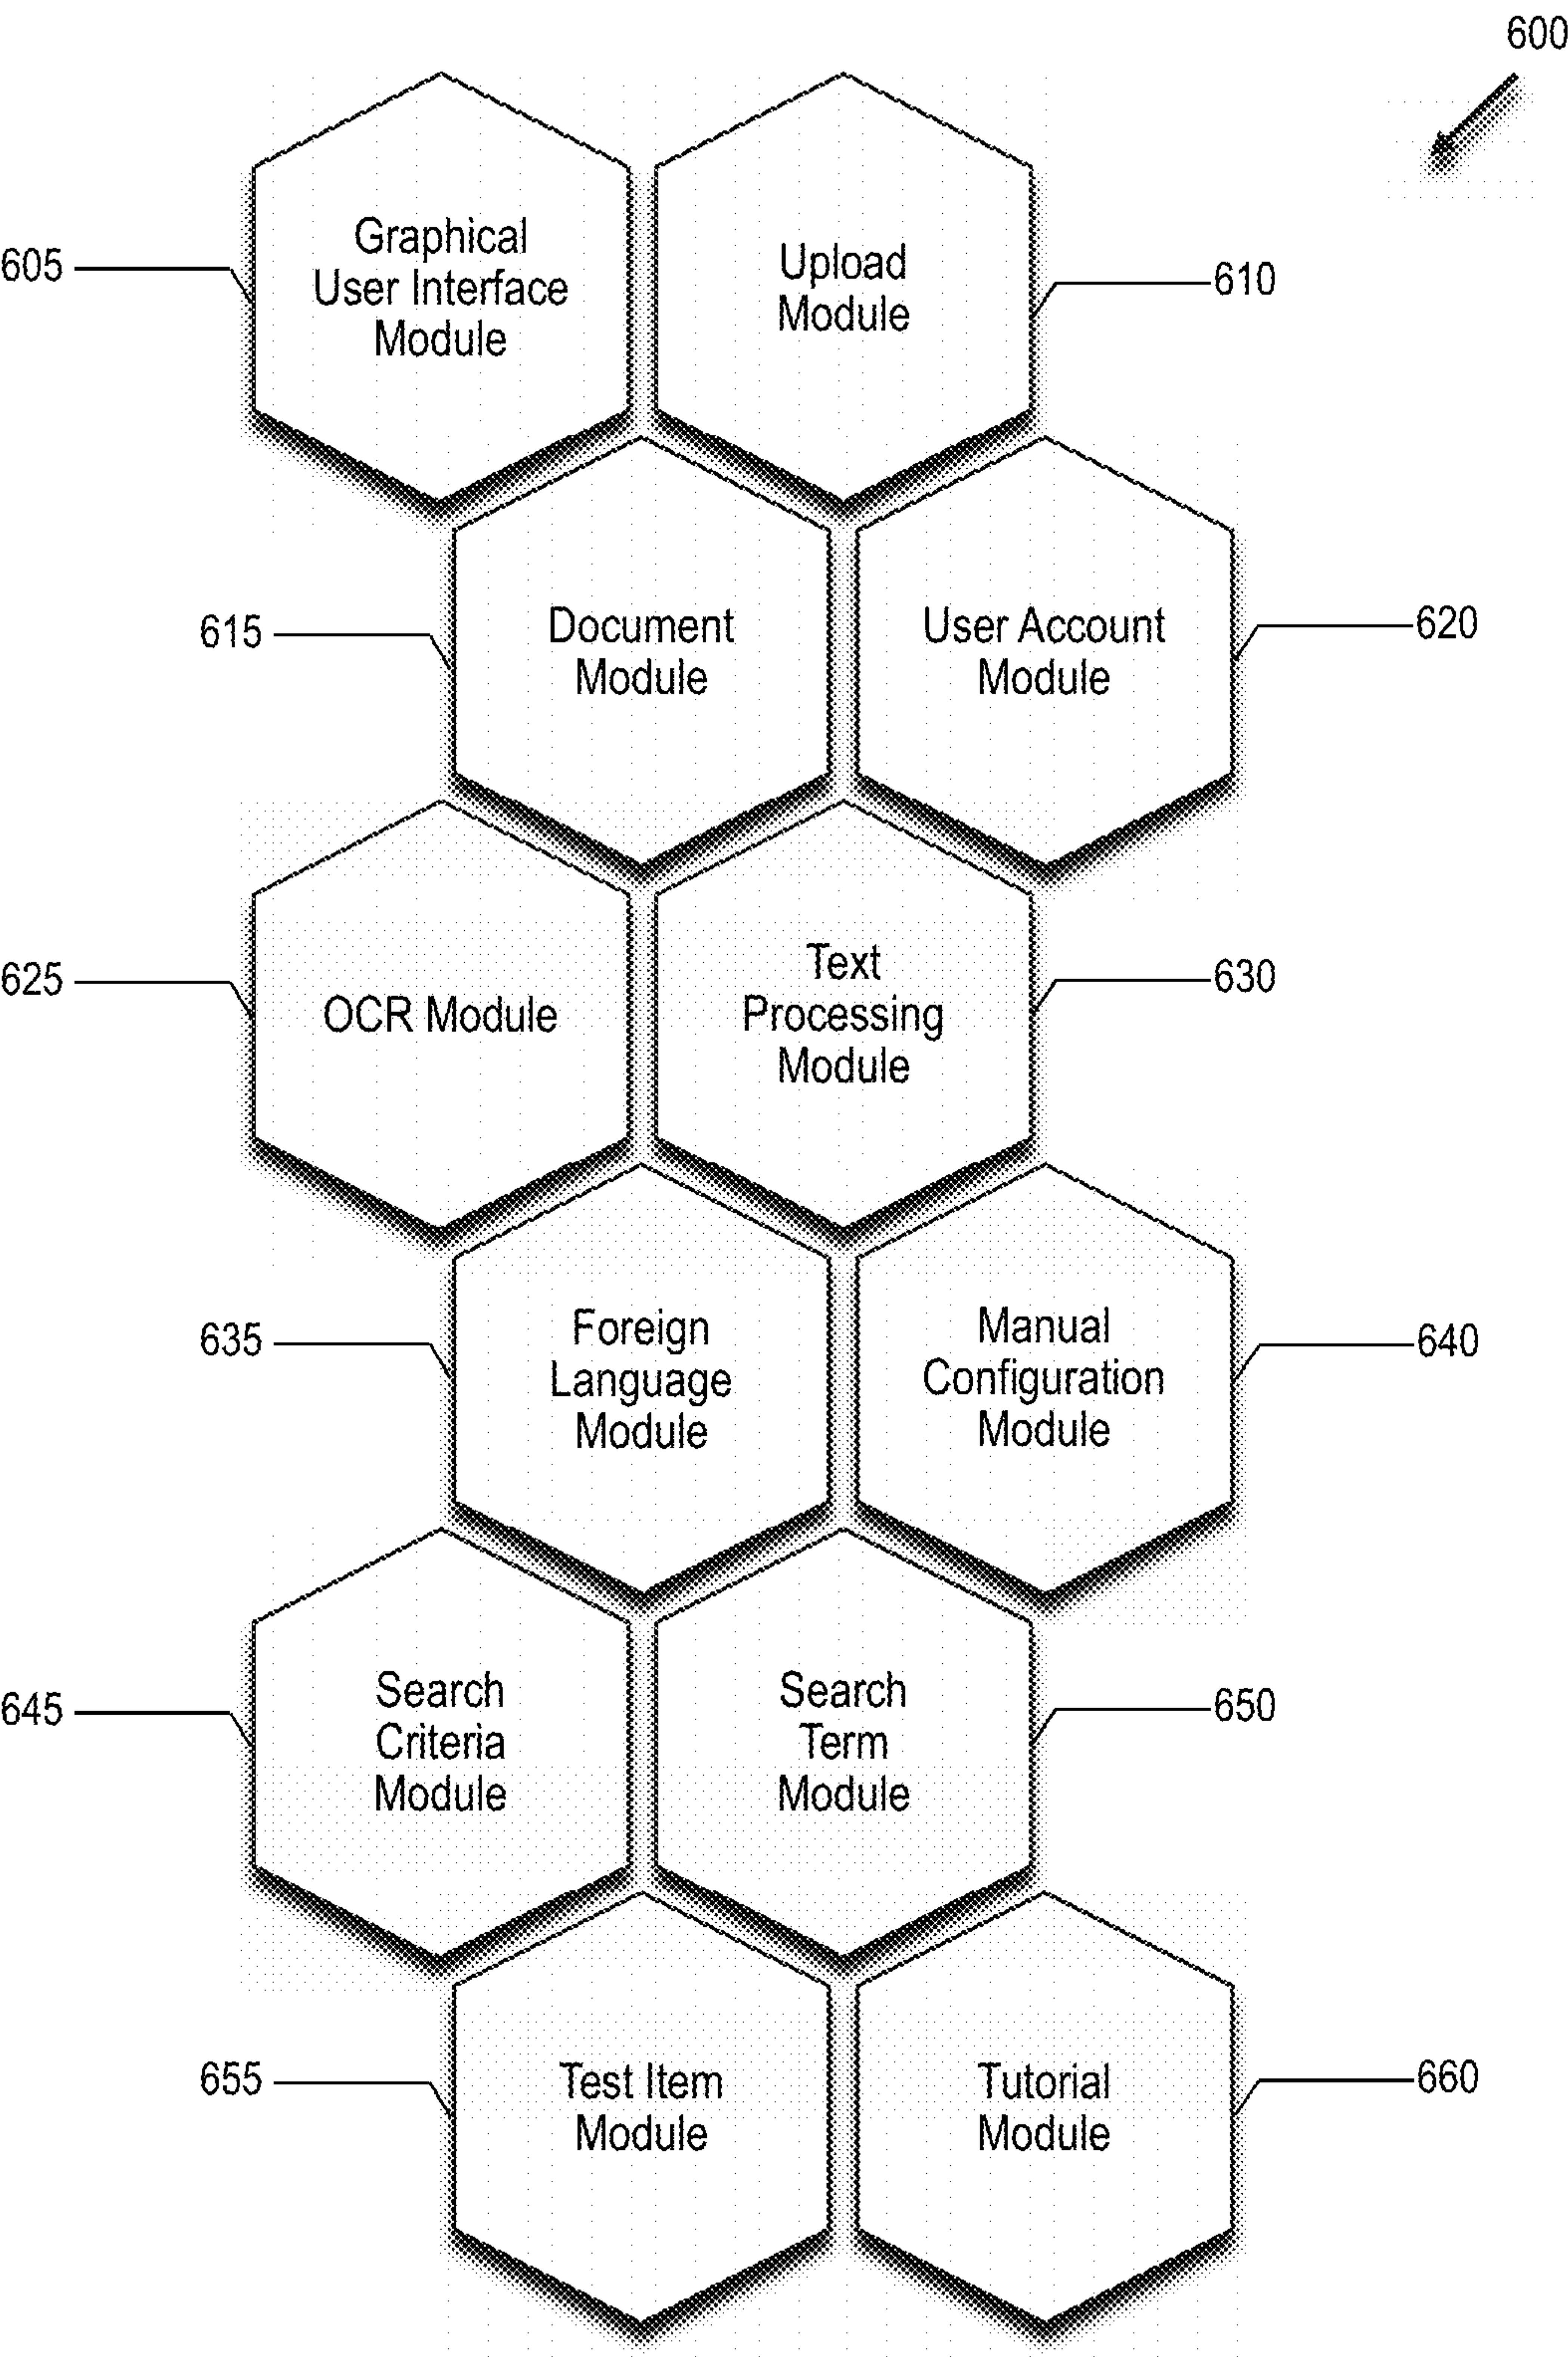 600
605
Graphical
User Interface
Module
Upload
Module
610
615
Document
Module
User Account
Module
620
625
OCR Module
Text
Processing
Module
630
635
Foreign
Language
Module
Manual
Configuration
Module
640
645
Search
Criteria
Module
Search
Term
Module
650
655
Test Item
Module
Tutorial
Module
660